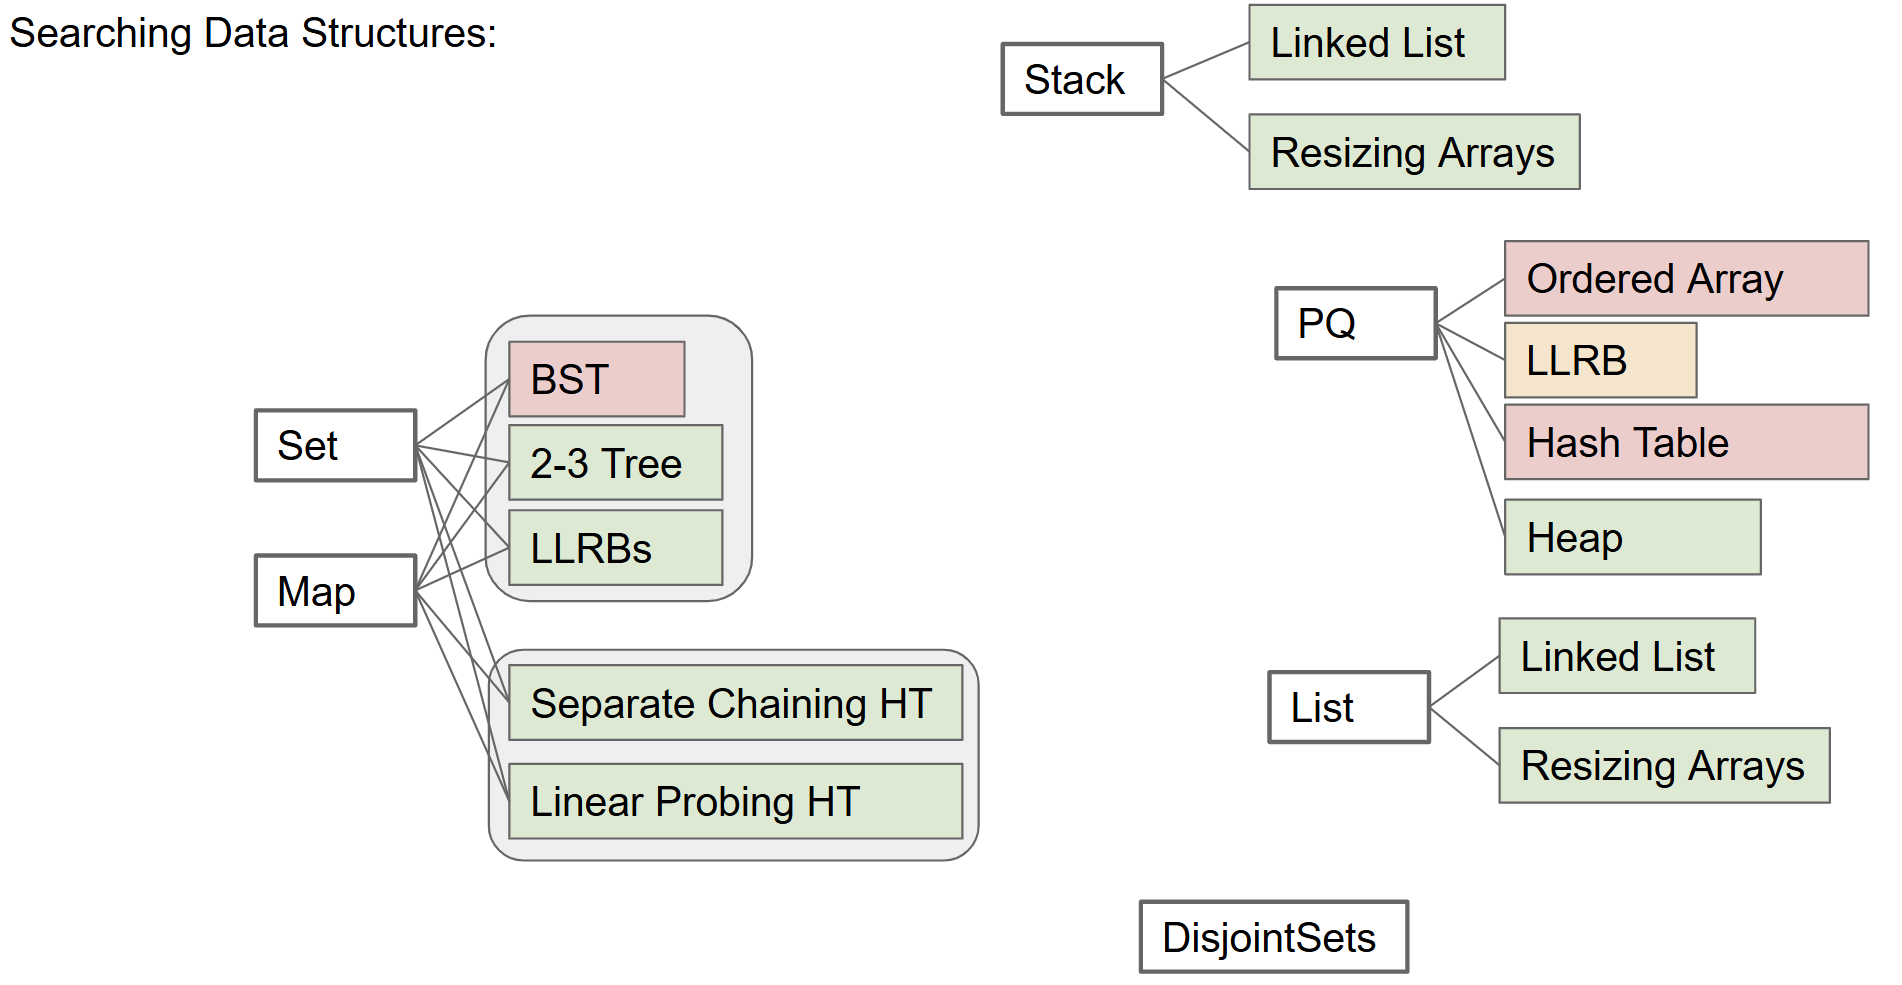 Searching Data Structures:
Stack
Linked List
Resizing Arrays
Set
Map
BST
2-3 Tree
LLRBs
Separate Chaining HT
Linear Probing HT
PQ
Ordered Array
LLRB
Hash Table
Heap
List
Linked List
Resizing Arrays
DisjointSets